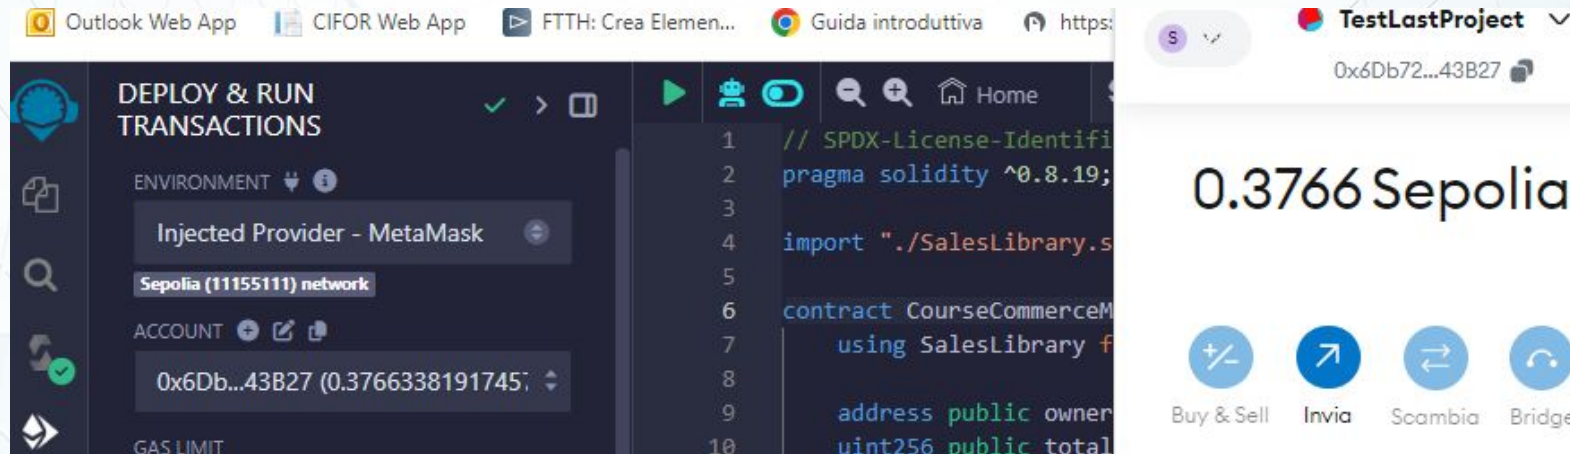 Outlook Web App CIFOR Web App FTTH: Crea Elemen... Guida introduttiva https:
DEPLOY & RUN
TRANSACTIONS
ENVIRONMENT
Injected Provider - MetaMask
Sepolia (11155111) network
ACCOUNT
0x6Db...43B27 (0.37663381917457
GAS LIMIT
Home
1 // SPDX-License-Identifi
2 pragma solidity ^0.8.19;
3
4 import "./SalesLibrary.s
5
6 contract CourseCommerceM
7 using SalesLibrary f
8
9 address public owner
10 uint256 public total
S
TestLastProject
0x6Db72...43B27
0.3766 Sepolia
Buy & Sell Invia Scambia Bridge